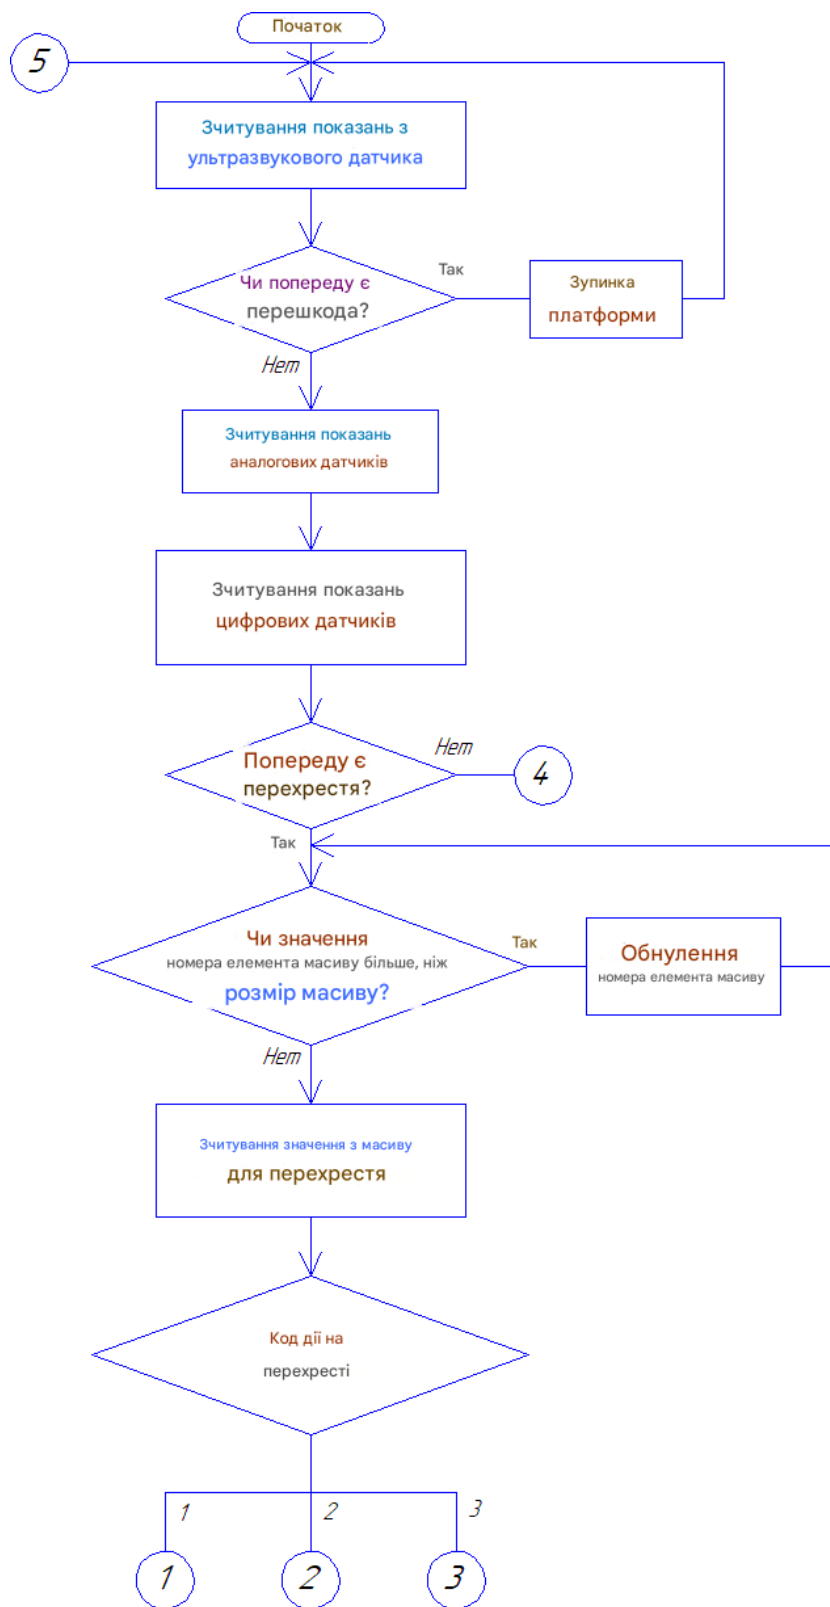 Початок
5
Зчитування показань з
ультразвукового датчика
Чи попереду є
перешкода?
Так
Зупинка
платформи
Нет
Зчитування показань
аналогових датчиків
Зчитування показань
цифрових датчиків
Попереду є
перехрестя?
Нет
4
Так
Чи значення
номера елемента масиву більше, ніж
розмір масиву?
Так
Обнулення
номера елемента масиву
Нет
Зчитування значення з масиву
для перехрестя
Код дії на
перехресті
1
2
3
1
2
3